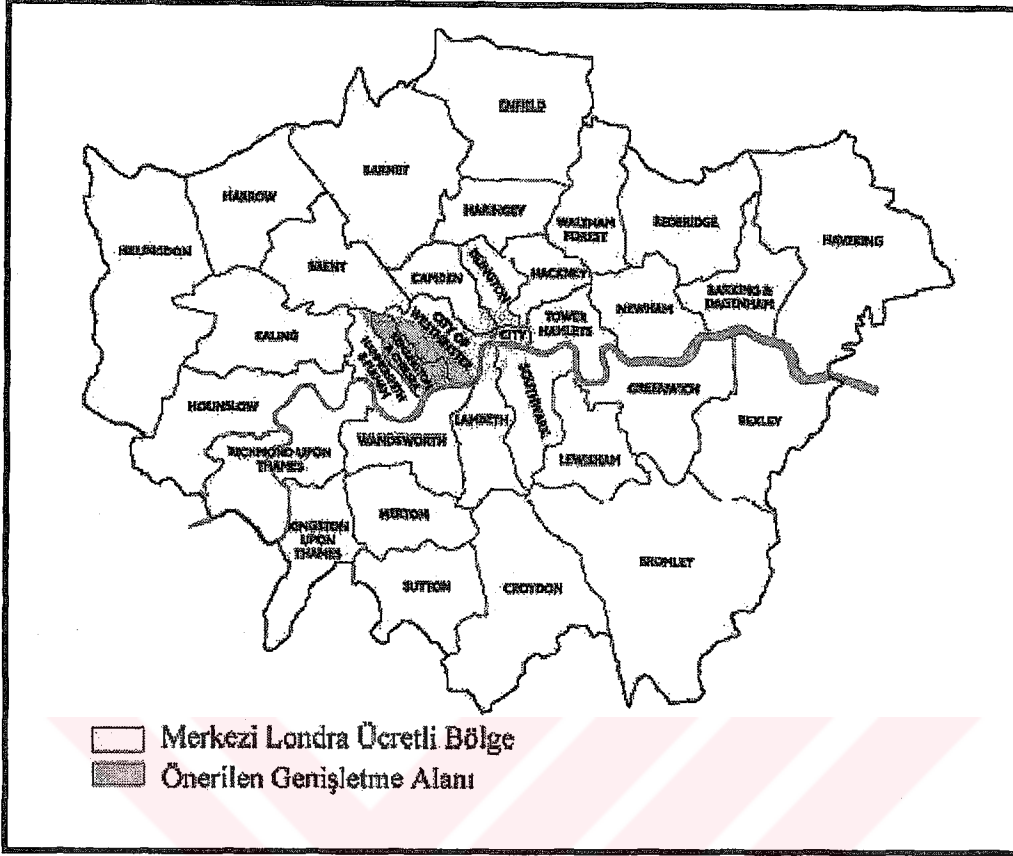 ENFIELD
BARNET
HARROW
HARINGEY
WALTHAM
FOREST
REDBRIDGE
HAVERING
HILLINGDON
BRENT
CAMDEN
ISLINGTON
HACKNEY
BARKING &
DAGENHAM
NEWHAM
TOWER
HAMLETS
EALING
CITY OF
WESTMINSTER
CITY
KENSINGTON
& CHELSEA
HAMMERSMITH
& FULHAM
HOUNSLOW
SOUTHWARK
GREENWICH
BEXLEY
LAMBETH
WANDSWORTH
RICHMOND UPON
THAMES
LEWISHAM
MERTON
KINGSTON
UPON
THAMES
SUTTON
CROYDON
BROMLEY
Merkezi Londra Ücretli Bölge
Önerilen Genişletme Alanı